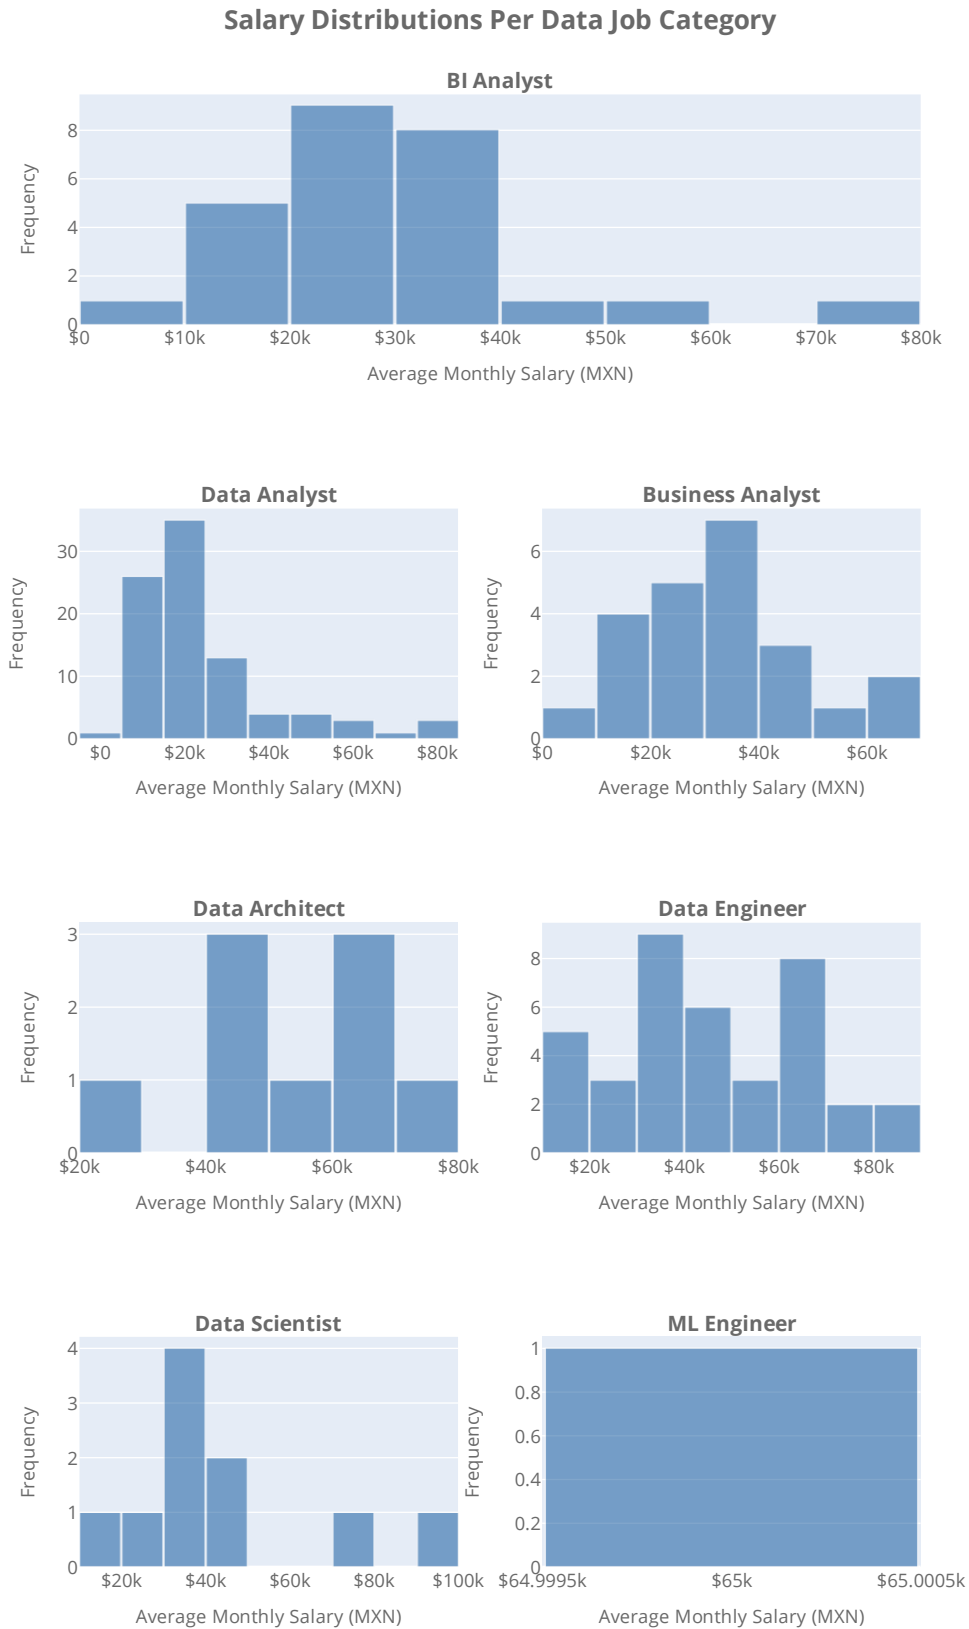 Salary Distributions Per Data Job Category
BI Analyst
8
6
4
2
0
Frequency
$0 $10k $20k $30k $40k $50k $60k $70k $80k
Average Monthly Salary (MXN)
Data Analyst
30
20
10
0
Frequency
$0 $20k $40k $60k $80k
Average Monthly Salary (MXN)
Business Analyst
6
4
2
0
Frequency
$0 $20k $40k $60k
Average Monthly Salary (MXN)
Data Architect
3
2
1
0
Frequency
$20k $40k $60k $80k
Average Monthly Salary (MXN)
Data Engineer
8
6
4
2
0
Frequency
$20k $40k $60k $80k
Average Monthly Salary (MXN)
Data Scientist
4
3
2
1
0
Frequency
$20k $40k $60k $80k $100k
Average Monthly Salary (MXN)
ML Engineer
1
0.8
0.6
0.4
0.2
0
Frequency
$64.9995k $65k $65.0005k
Average Monthly Salary (MXN)